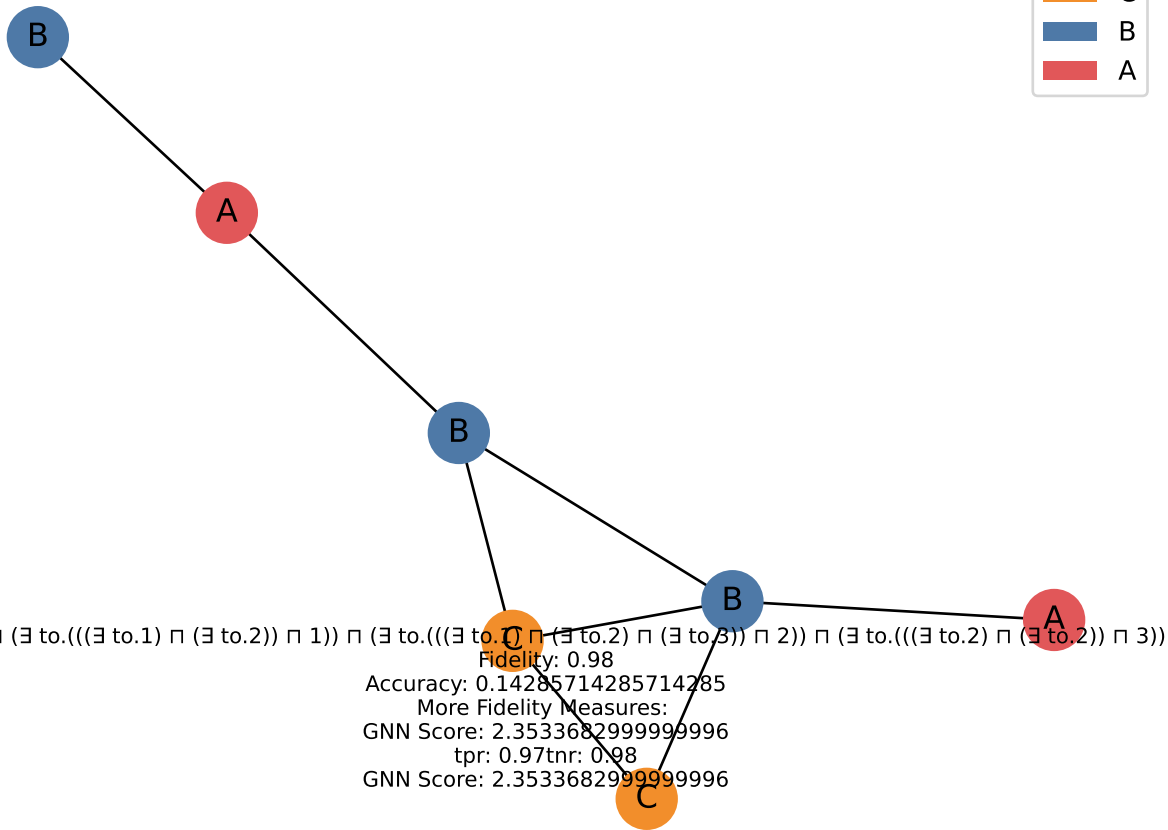 C
B
B
A
A
B
B
A
(∃ to.(((∃ to.1) ⊓ (∃ to.2)) ⊓ 1)) ⊓ (∃ to.(((∃ to.1) ⊓ (∃ to.2) ⊓ (∃ to.3)) ⊓ 2)) ⊓ (∃ to.(((∃ to.2) ⊓ (∃ to.2)) ⊓ 3))
C
Fidelity: 0.98
Accuracy: 0.14285714285714285
More Fidelity Measures:
GNN Score: 2.3533682999999996
tpr: 0.97tnr: 0.98
GNN Score: 2.3533682999999996
C